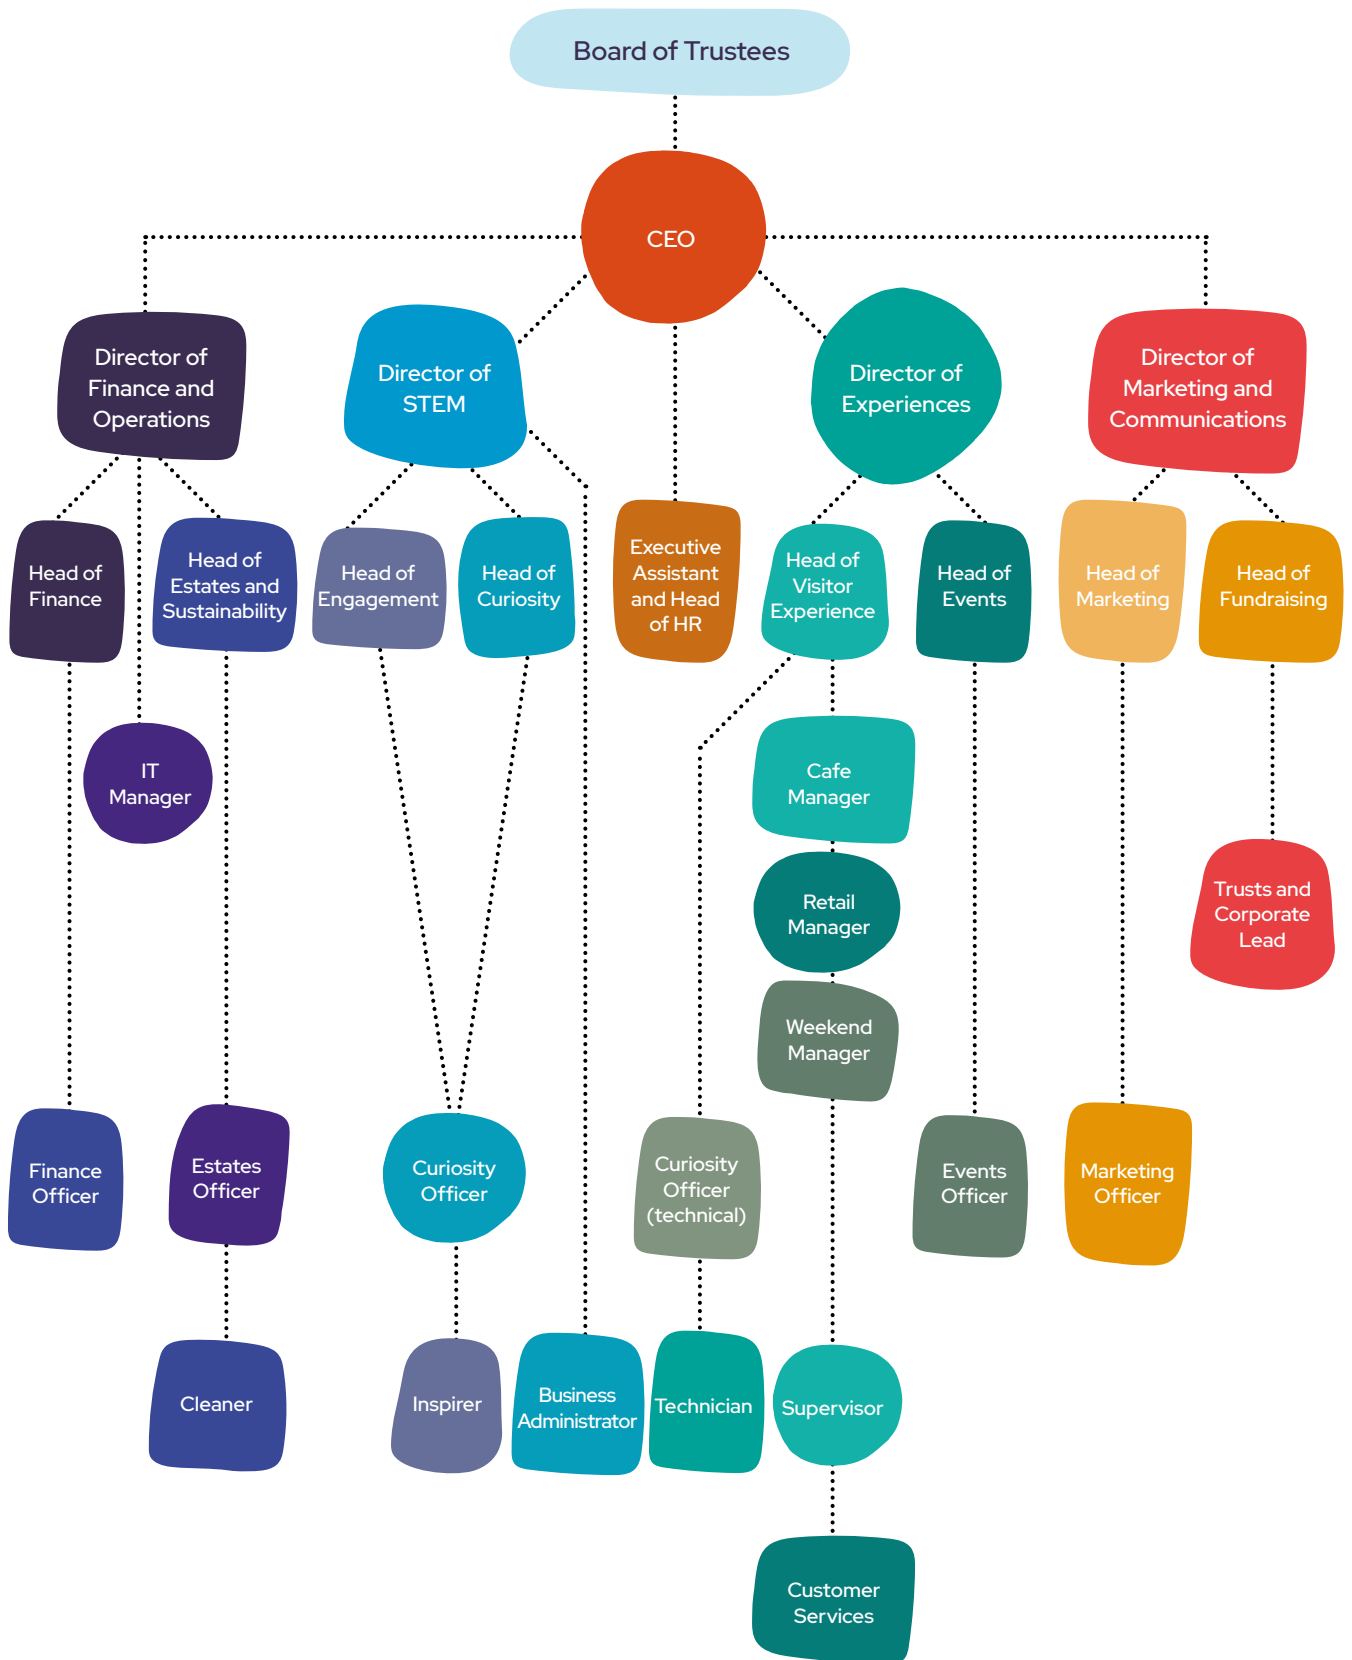 Board of Trustees
CEO
Director of
Finance and
Operations
Director of
STEM
Director of
Experiences
Director of
Marketing and
Communications
Head of
Finance
Head of
Estates and
Sustainability
Head of
Engagement
Head of
Curiosity
Executive
Assistant
and Head
of HR
Head of
Visitor
Experience
Head of
Events
Head of
Marketing
Head of
Fundraising
IT
Manager
Cafe
Manager
Retail
Manager
Trusts and
Corporate
Lead
Weekend
Manager
Finance
Officer
Estates
Officer
Curiosity
Officer
Curiosity
Officer
(technical)
Events
Officer
Marketing
Officer
Cleaner
Inspirer
Business
Administrator
Technician
Supervisor
Customer
Services